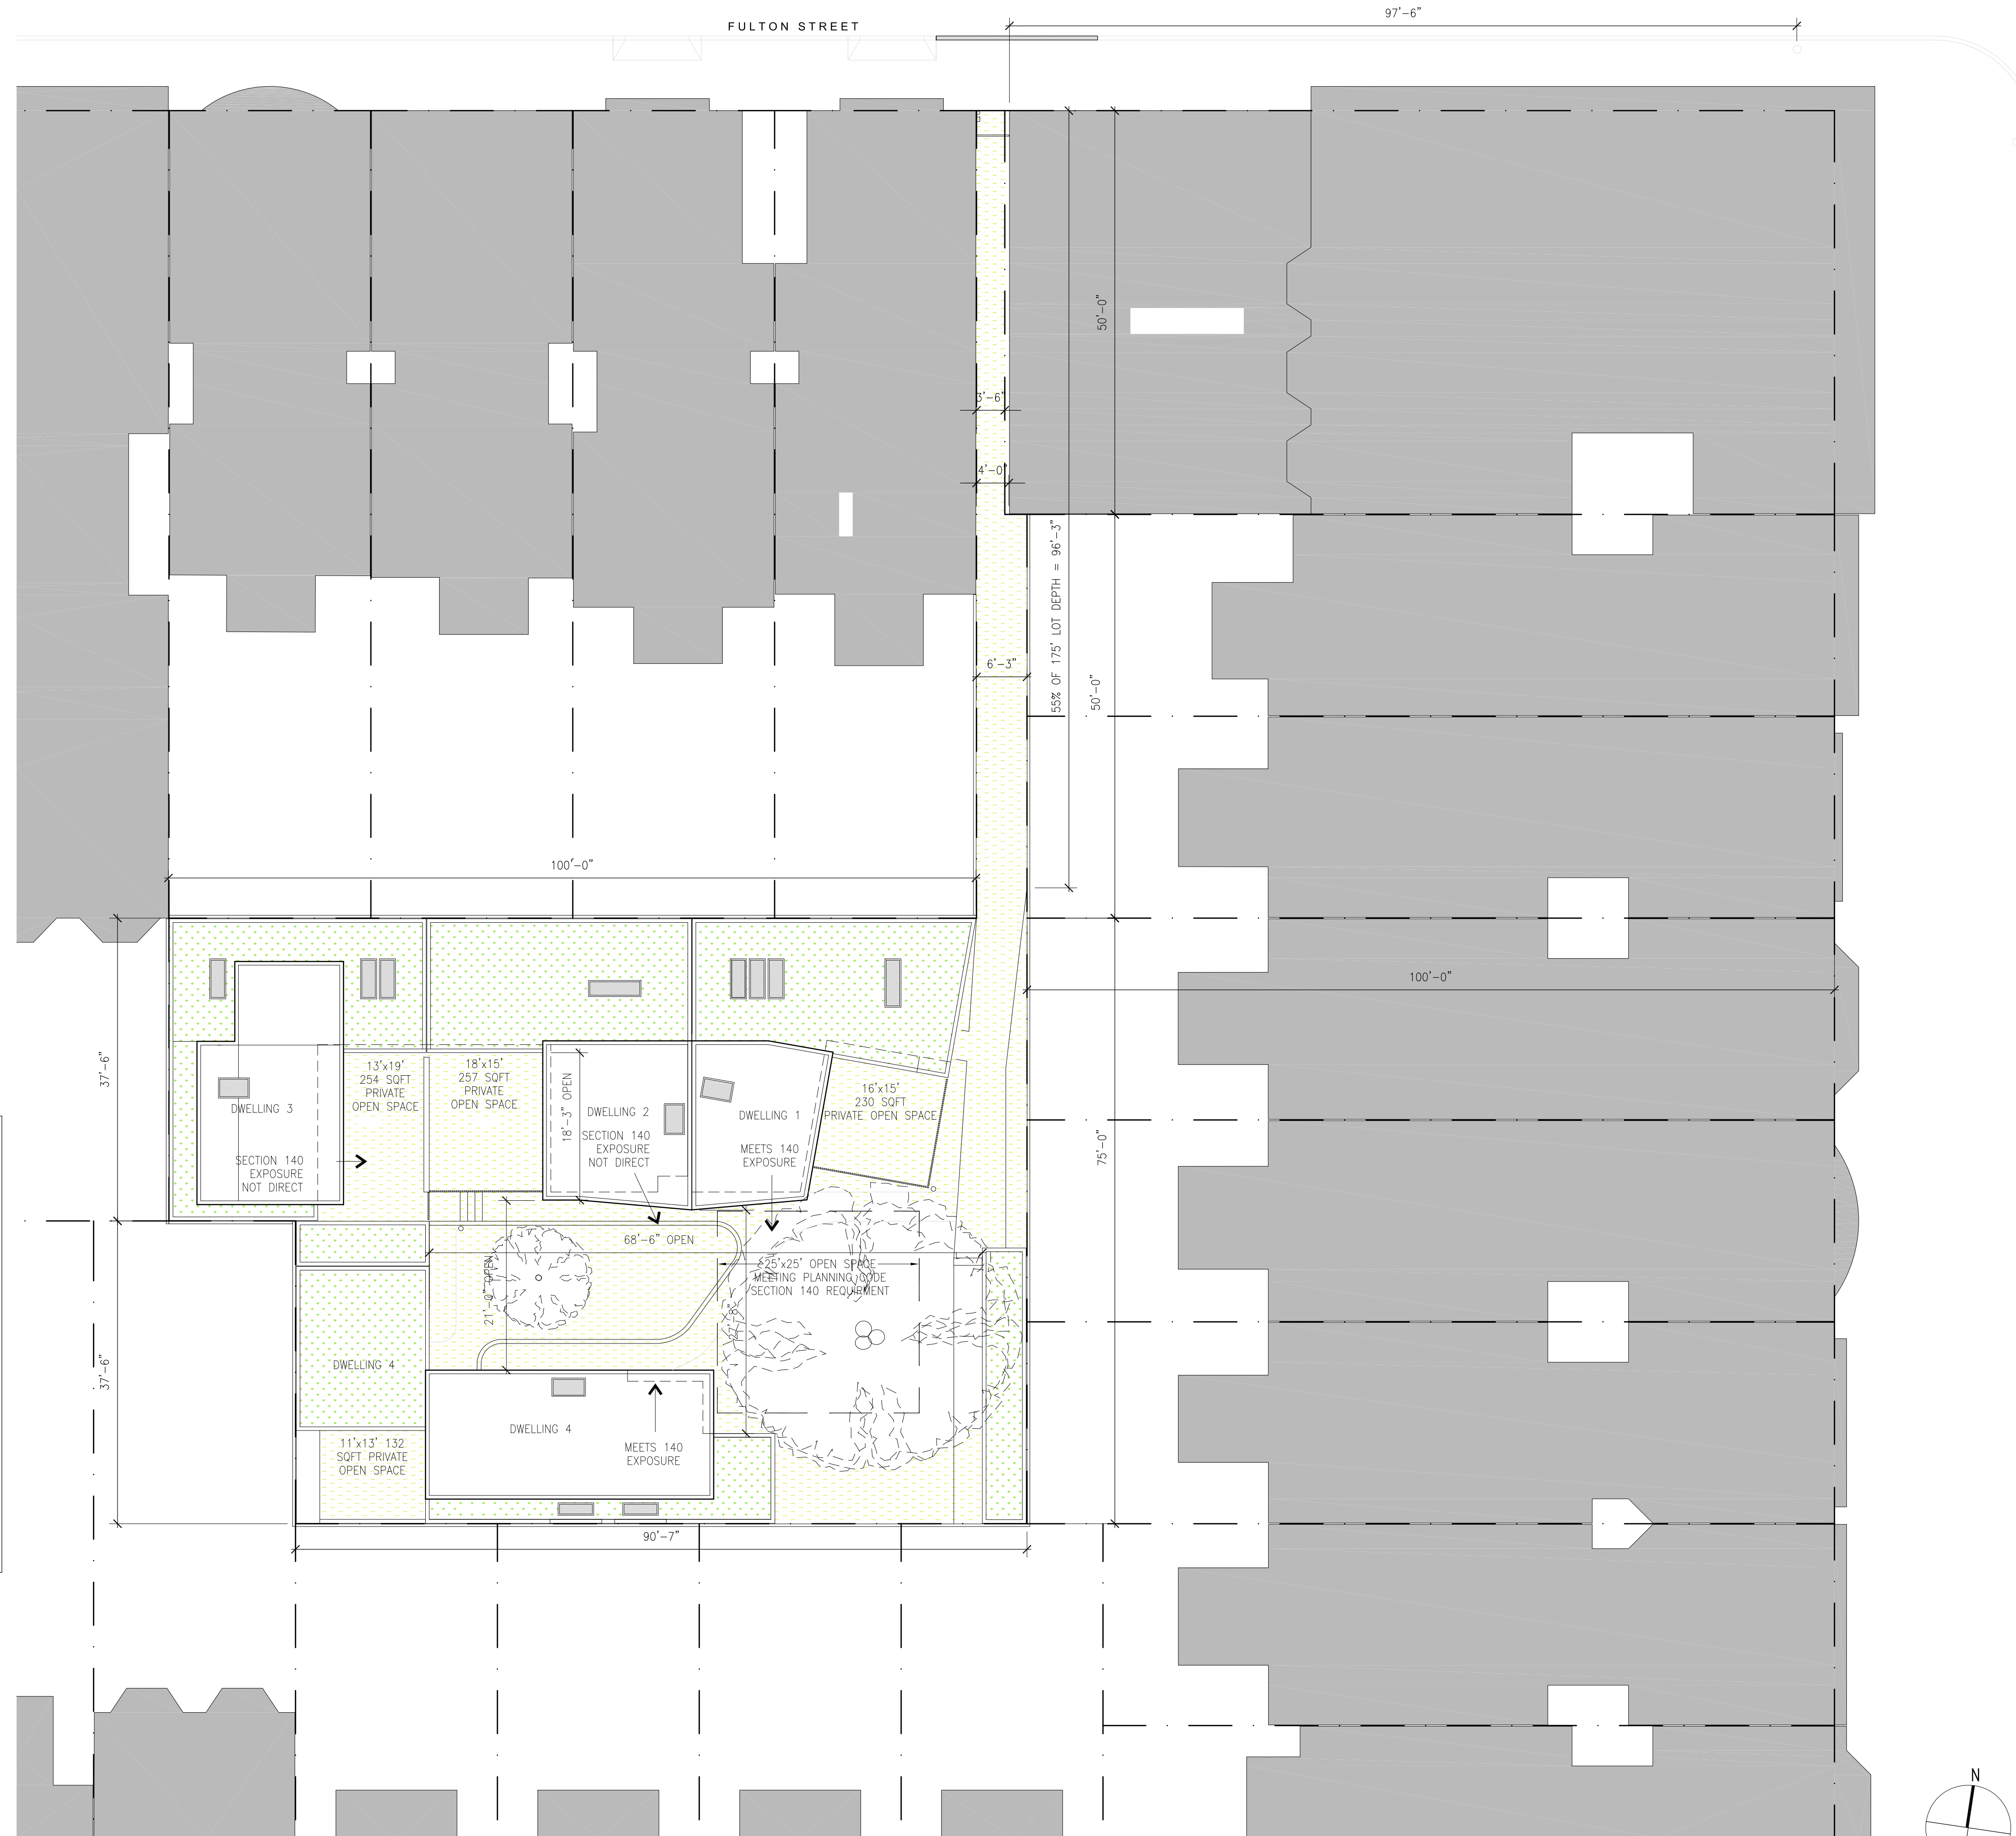 FULTON STREET
97'-6"
50'-0"
3'-6"
4'-0"
55% OF 175' LOT DEPTH = 96'-3"
6'-3"
50'-0"
100'-0"
100'-0"
37'-6"
13'x19'
254 SQFT
PRIVATE
OPEN SPACE
18'x15'
257 SQFT
PRIVATE
OPEN SPACE
18'-3" OPEN
DWELLING 3
SECTION 140
EXPOSURE
NOT DIRECT
DWELLING 2
SECTION 140
EXPOSURE
NOT DIRECT
DWELLING 1
MEETS 140
EXPOSURE
16'x15'
230 SQFT
PRIVATE OPEN SPACE
75'-0"
68'-6" OPEN
21'-0" OPEN
25'x25' OPEN SPACE
MEETING PLANNING CODE
SECTION 140 REQUIRMENT
27'-8"
37'-6"
DWELLING 4
DWELLING 4
MEETS 140
EXPOSURE
11'x13' 132
SQFT PRIVATE
OPEN SPACE
90'-7"
N